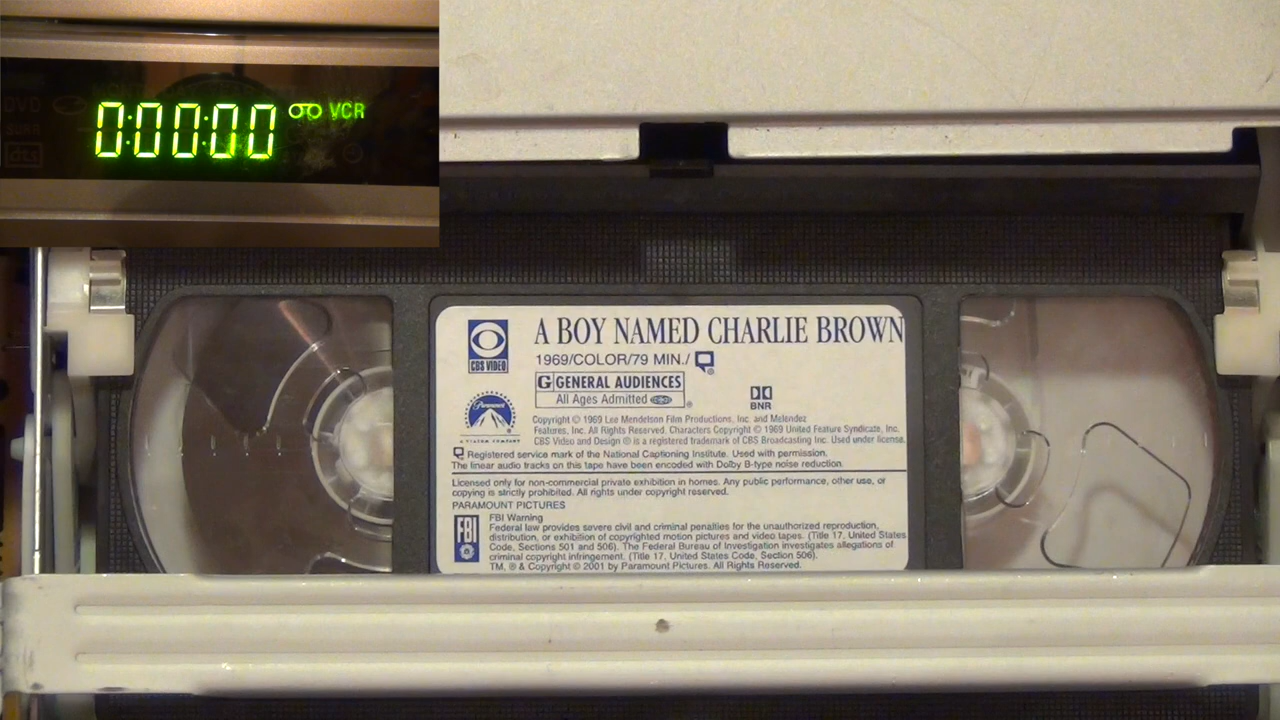 0:00:00 VCR
DVD
SURR
dts
A BOY NAMED CHARLIE BROWN
CBS VIDEO
1969/COLOR/79 MIN./
G GENERAL AUDIENCES
All Ages Admitted
BNR
Paramount
A VIACOM COMPANY
Copyright © 1969 Lee Mendelson Film Productions, Inc. and Melendez
Features, Inc. All Rights Reserved. Characters Copyright © 1969 United Feature Syndicate, Inc.
CBS Video and Design ® is a registered trademark of CBS Broadcasting Inc. Used under license.
Registered service mark of the National Captioning Institute. Used with permission.
The linear audio tracks on this tape have been encoded with Dolby B-type noise reduction.
Licensed only for non-commercial private exhibition in homes. Any public performance, other use, or
copying is strictly prohibited. All rights under copyright reserved.
PARAMOUNT PICTURES
FBI
FBI Warning
Federal law provides severe civil and criminal penalties for the unauthorized reproduction,
distribution, or exhibition of copyrighted motion pictures and video tapes. (Title 17, United States
Code, Sections 501 and 506). The Federal Bureau of Investigation investigates allegations of
criminal copyright infringement. (Title 17, United States Code, Section 506).
TM, ® & Copyright © 2001 by Paramount Pictures. All Rights Reserved.